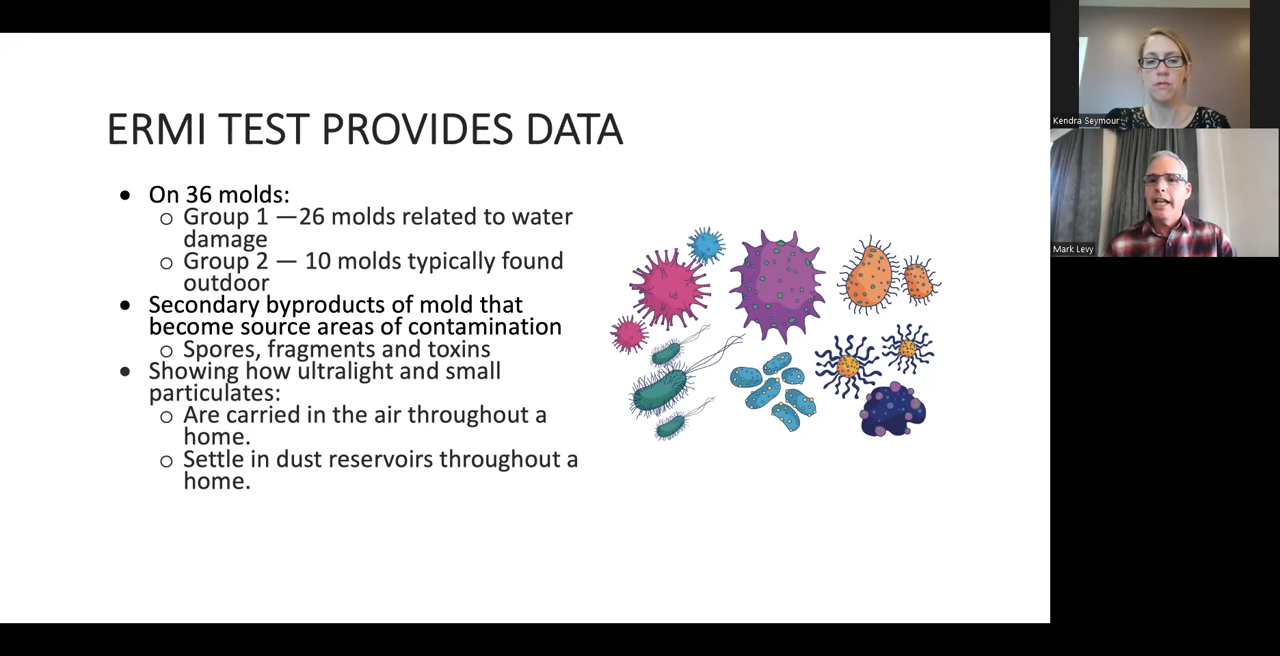 ERMI TEST PROVIDES DATA
• On 36 molds:
o Group 1 —26 molds related to water
damage
o Group 2 — 10 molds typically found
outdoor
• Secondary byproducts of mold that
become source areas of contamination
o Spores, fragments and toxins
• Showing how ultralight and small
particulates:
o Are carried in the air throughout a
home.
o Settle in dust reservoirs throughout a
home.
Kendra Seymour
Mark Levy